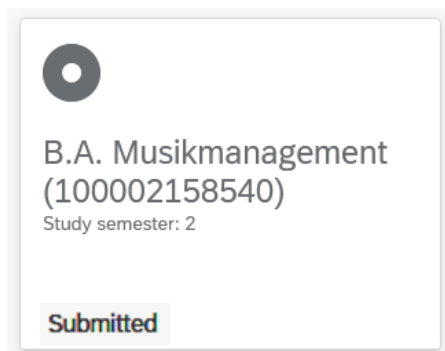 B.A. Musikmanagement
(100002158540)
Study semester: 2
Submitted